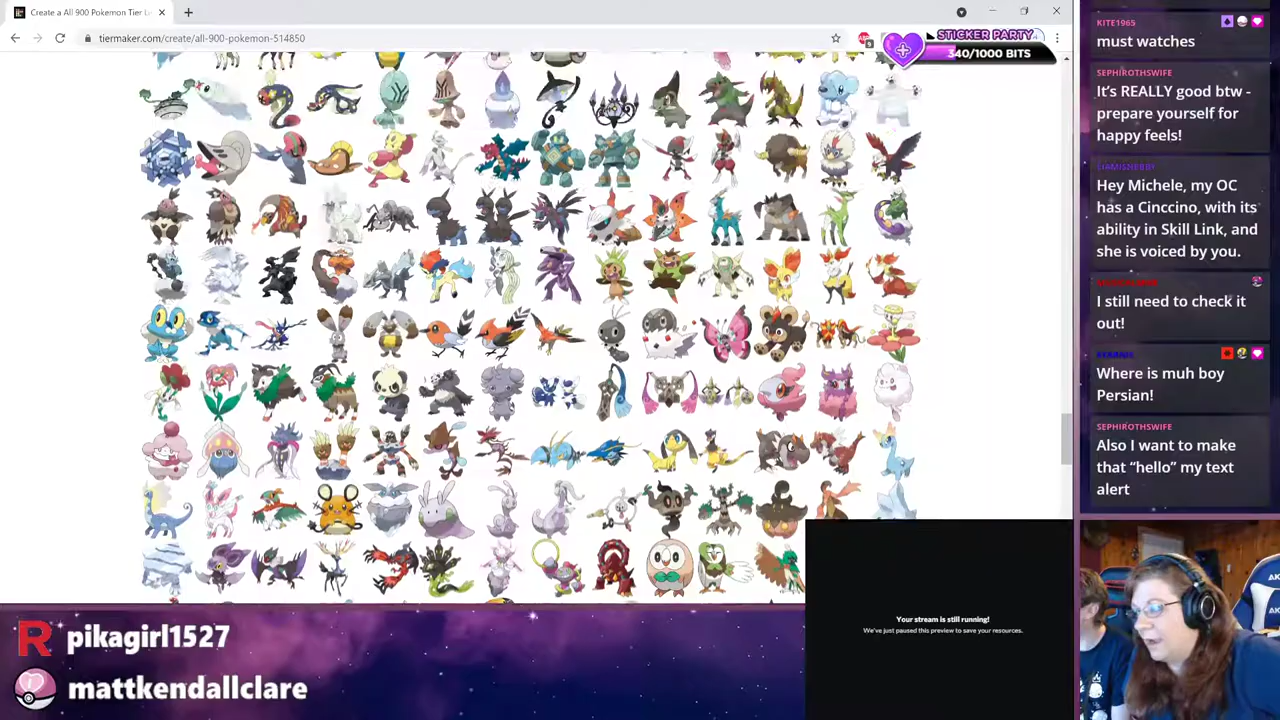 Create a All-900 Pokemon Tier Li
tiermaker.com/create/all-900-pokemon-514850
STICKER PARTY
340/1000 BITS
KITE1965
must watches
SEPHIROTHSWIFE
It's REALLY good btw -
prepare yourself for
happy feels!
Hey Michele, my OC
has a Cinccino, with its
ability in Skill Link, and
she is voiced by you.
I still need to check it
out!
Where is muh boy
Persian!
SEPHIROTHSWIFE
Also I want to make
that "hello" my text
alert
Your stream is still running!
We've just paused this preview to save your resources.
R pikagirl1527
mattkendallclare